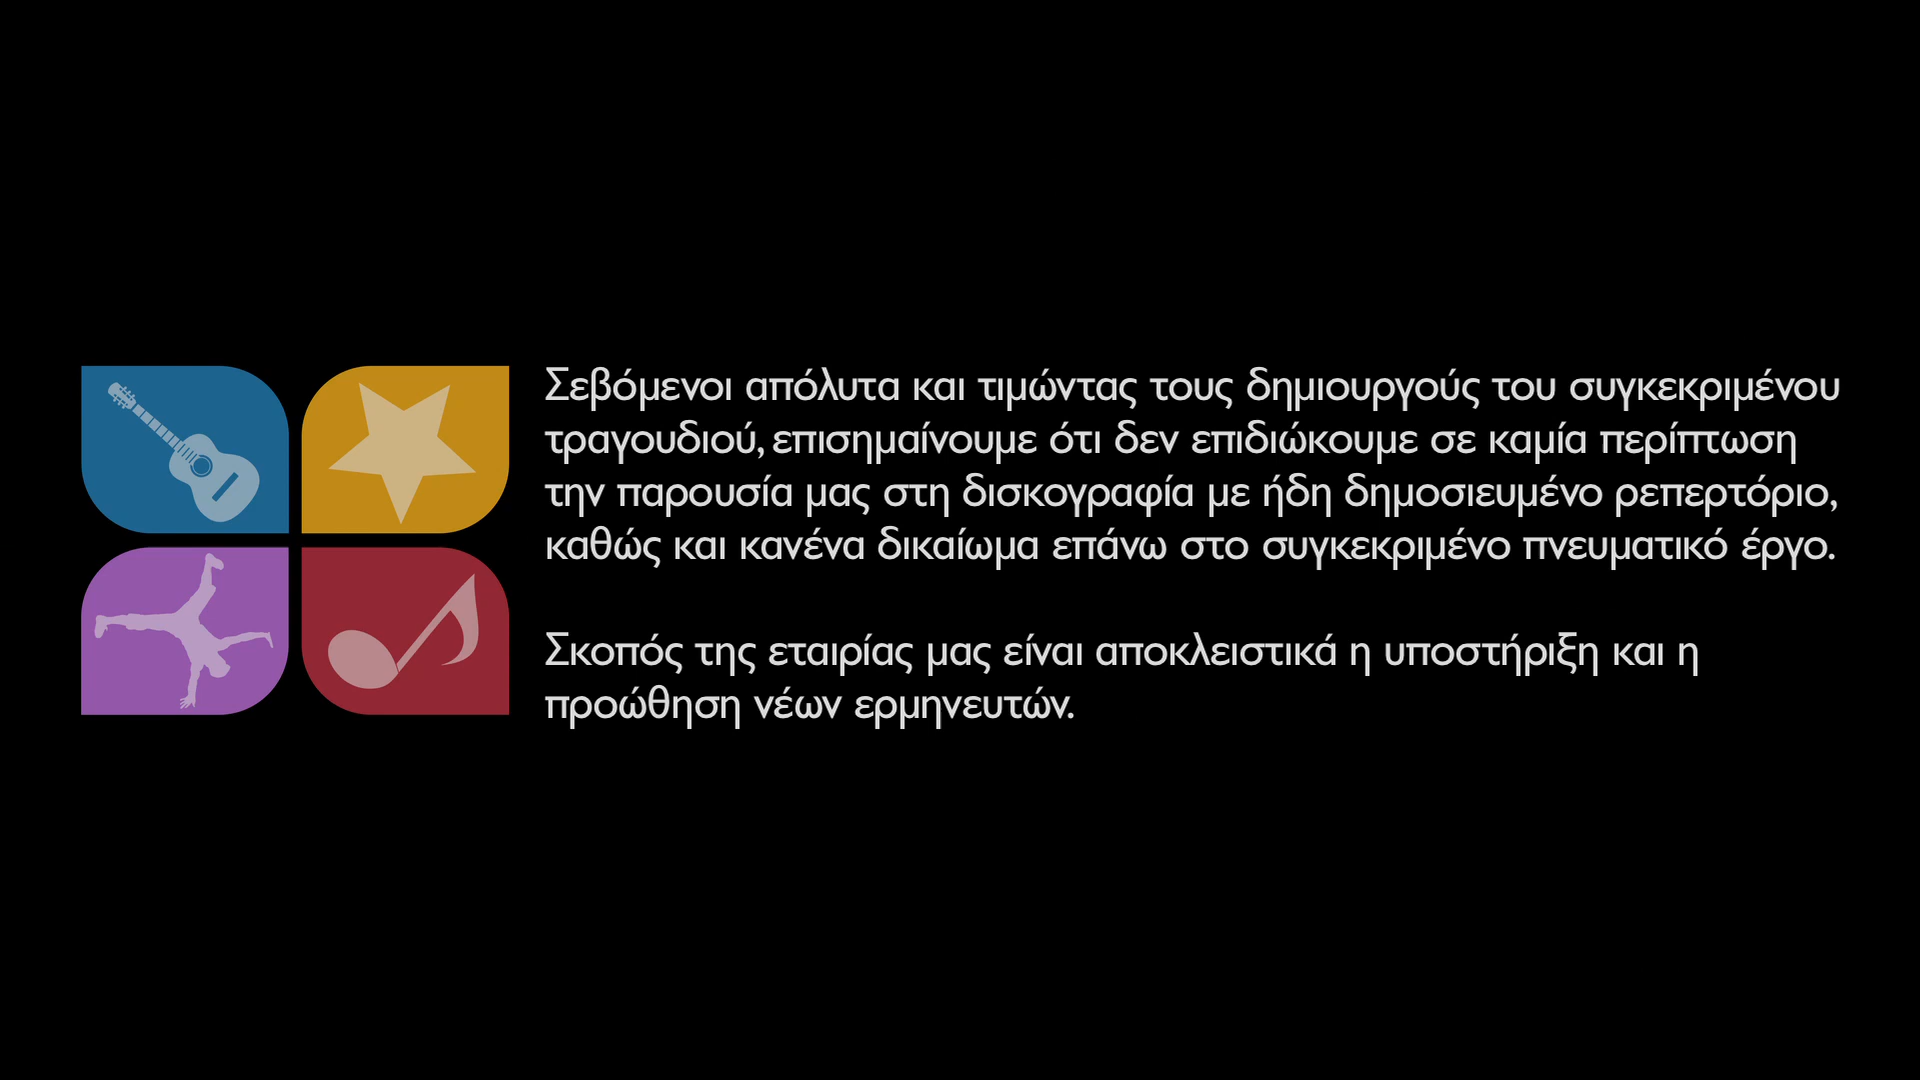 Σεβόμενοι απόλυτα και τιμώντας τους δημιουργούς του συγκεκριμένου
τραγουδιού, επισημαίνουμε ότι δεν επιδιώκουμε σε καμία περίπτωση
την παρουσία μας στη δισκογραφία με ήδη δημοσιευμένο ρεπερτόριο,
καθώς και κανένα δικαίωμα επάνω στο συγκεκριμένο πνευματικό έργο.
Σκοπός της εταιρίας μας είναι αποκλειστικά η υποστήριξη και η
προώθηση νέων ερμηνευτών.